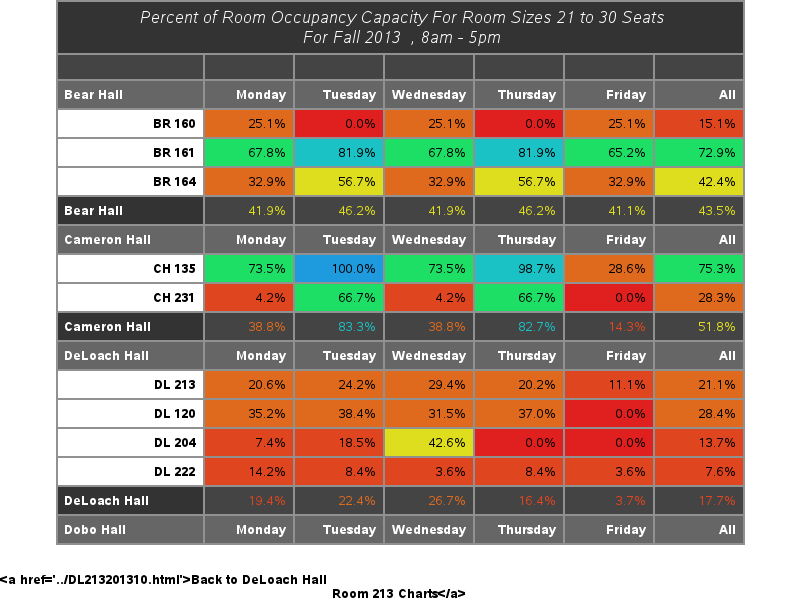 Percent of Room Occupancy Capacity For Room Sizes 21 to 30 Seats
For Fall 2013 , 8am - 5pm
Bear Hall Monday Tuesday Wednesday Thursday Friday All
BR 160 25.1% 0.0% 25.1% 0.0% 25.1% 15.1%
BR 161 67.8% 81.9% 67.8% 81.9% 65.2% 72.9%
BR 164 32.9% 56.7% 32.9% 56.7% 32.9% 42.4%
Bear Hall 41.9% 46.2% 41.9% 46.2% 41.1% 43.5%
Cameron Hall Monday Tuesday Wednesday Thursday Friday All
CH 135 73.5% 100.0% 73.5% 98.7% 28.6% 75.3%
CH 231 4.2% 66.7% 4.2% 66.7% 0.0% 28.3%
Cameron Hall 38.8% 83.3% 38.8% 82.7% 14.3% 51.8%
DeLoach Hall Monday Tuesday Wednesday Thursday Friday All
DL 213 20.6% 24.2% 29.4% 20.2% 11.1% 21.1%
DL 120 35.2% 38.4% 31.5% 37.0% 0.0% 28.4%
DL 204 7.4% 18.5% 42.6% 0.0% 0.0% 13.7%
DL 222 14.2% 8.4% 3.6% 8.4% 3.6% 7.6%
DeLoach Hall 19.4% 22.4% 26.7% 16.4% 3.7% 17.7%
Dobo Hall Monday Tuesday Wednesday Thursday Friday All
<a href='../DL213201310.html'>Back to DeLoach Hall
Room 213 Charts</a>